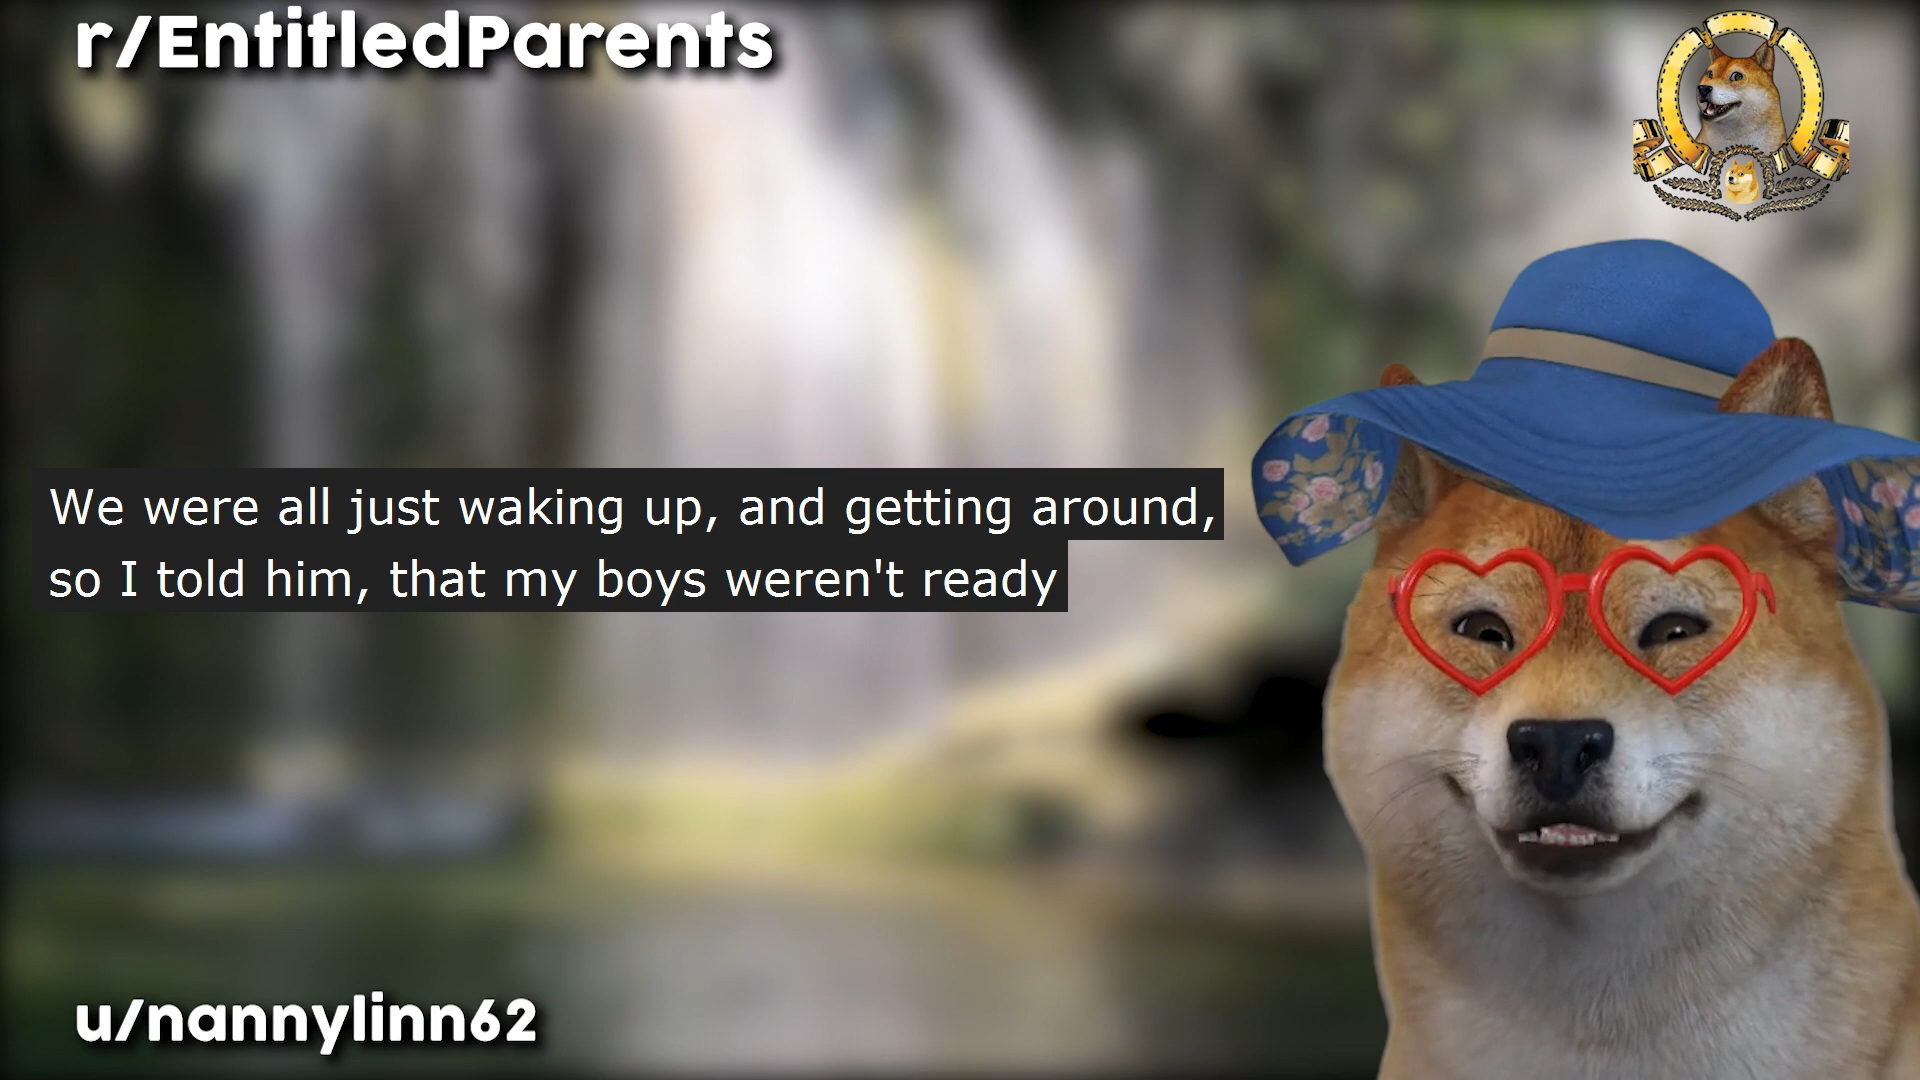 r/EntitledParents
We were all just waking up, and getting around,
so I told him, that my boys weren't ready
u/nannylinn62